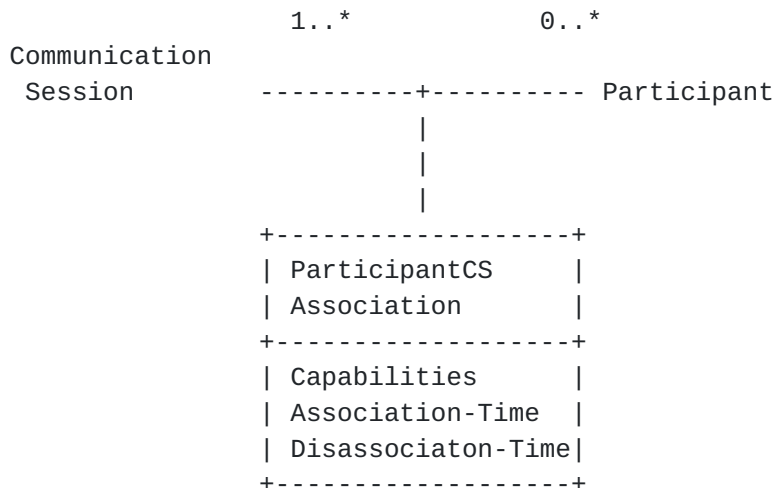 1..* 0..*
Communication
Session ----------+---------- Participant
|
|
|
+-------------------+
| ParticipantCS |
| Association |
+-------------------+
| Capabilities |
| Association-Time |
| Disassociaton-Time|
+-------------------+